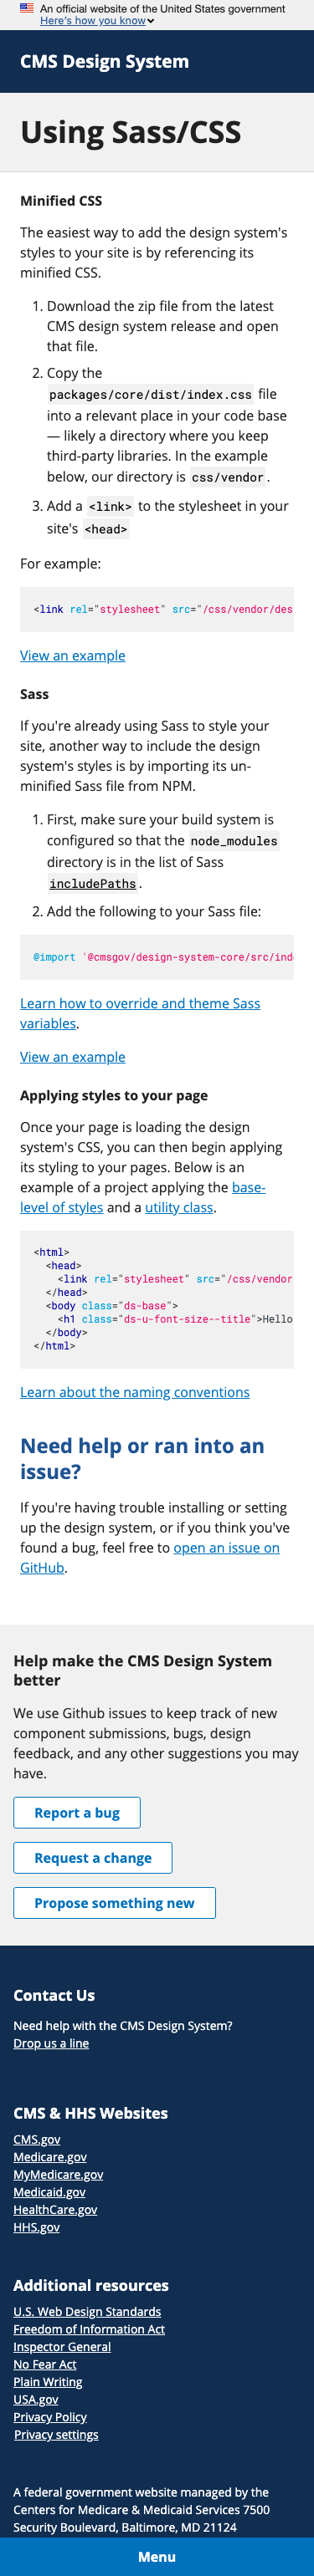 An official website of the United States government
Here's how you know
CMS Design System
Using Sass/CSS
Minified CSS
The easiest way to add the design system's
styles to your site is by referencing its
minified CSS.
1. Download the zip file from the latest
CMS design system release and open
that file.
2. Copy the
packages/core/dist/index.css file
into a relevant place in your code base
— likely a directory where you keep
third-party libraries. In the example
below, our directory is css/vendor.
3. Add a <link> to the stylesheet in your
site's <head>
For example:
<link rel="stylesheet" src="/css/vendor/des
View an example
Sass
If you're already using Sass to style your
site, another way to include the design
system's styles is by importing its un-
minified Sass file from NPM.
1. First, make sure your build system is
configured so that the node_modules
directory is in the list of Sass
includePaths.
2. Add the following to your Sass file:
@import '@cmsgov/design-system-core/src/inde
Learn how to override and theme Sass
variables.
View an example
Applying styles to your page
Once your page is loading the design
system's CSS, you can then begin applying
its styling to your pages. Below is an
example of a project applying the base-
level of styles and a utility class.
<html>
<head>
<link rel="stylesheet" src="/css/vendor
</head>
<body class="ds-base">
<h1 class="ds-u-font-size--title">Hello
</body>
</html>
Learn about the naming conventions
Need help or ran into an
issue?
If you're having trouble installing or setting
up the design system, or if you think you've
found a bug, feel free to open an issue on
GitHub.
Help make the CMS Design System
better
We use Github issues to keep track of new
component submissions, bugs, design
feedback, and any other suggestions you may
have.
Report a bug
Request a change
Propose something new
Contact Us
Need help with the CMS Design System?
Drop us a line
CMS & HHS Websites
CMS.gov
Medicare.gov
MyMedicare.gov
Medicaid.gov
HealthCare.gov
HHS.gov
Additional resources
U.S. Web Design Standards
Freedom of Information Act
Inspector General
No Fear Act
Plain Writing
USA.gov
Privacy Policy
Privacy settings
A federal government website managed by the
Centers for Medicare & Medicaid Services 7500
Security Boulevard, Baltimore, MD 21124
Menu